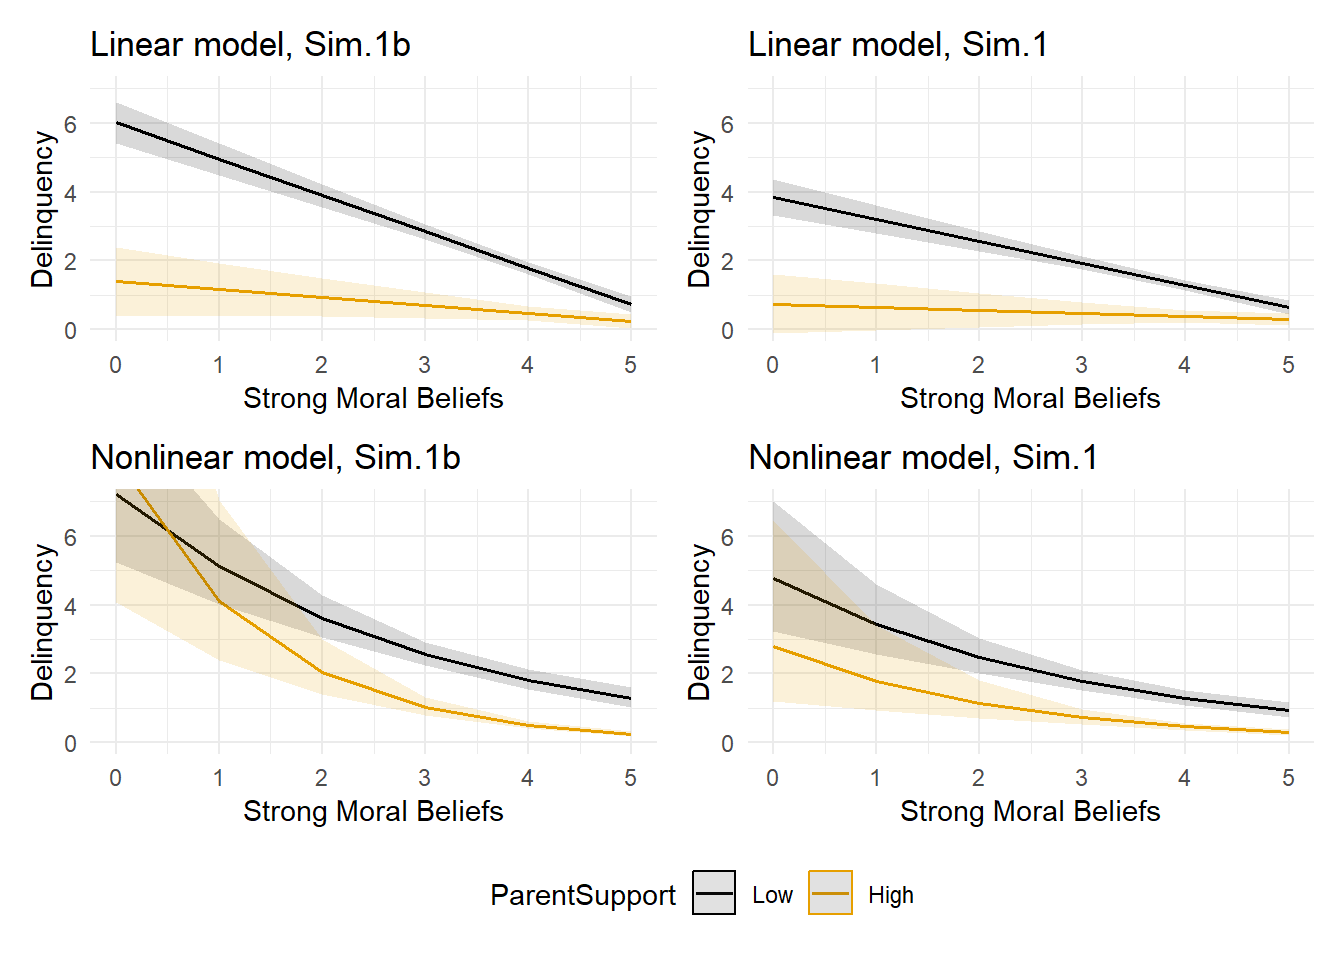 Linear model, Sim.1b
Delinquency
6
4
2
0
0 1 2 3 4 5
Strong Moral Beliefs
Linear model, Sim.1
Delinquency
6
4
2
0
0 1 2 3 4 5
Strong Moral Beliefs
Nonlinear model, Sim.1b
Delinquency
6
4
2
0
0 1 2 3 4 5
Strong Moral Beliefs
Nonlinear model, Sim.1
Delinquency
6
4
2
0
0 1 2 3 4 5
Strong Moral Beliefs
ParentSupport Low High